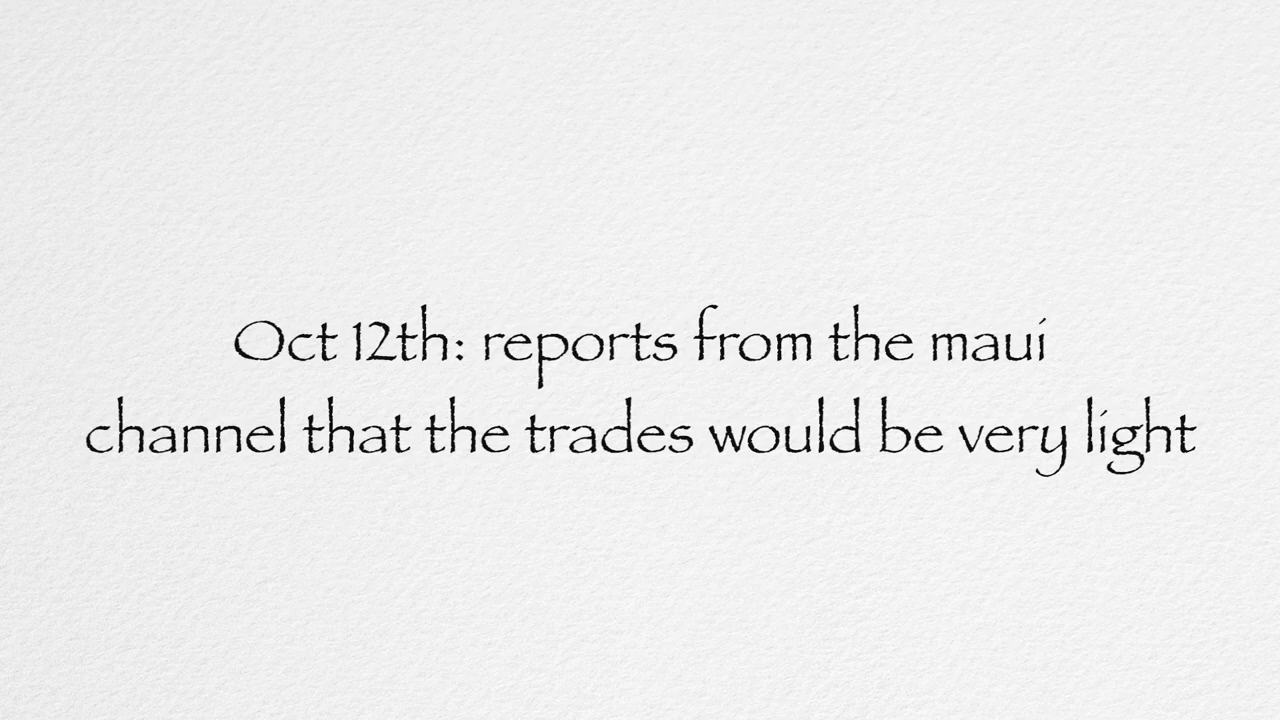 Oct 12th: reports from the maui
channel that the trades would be very light